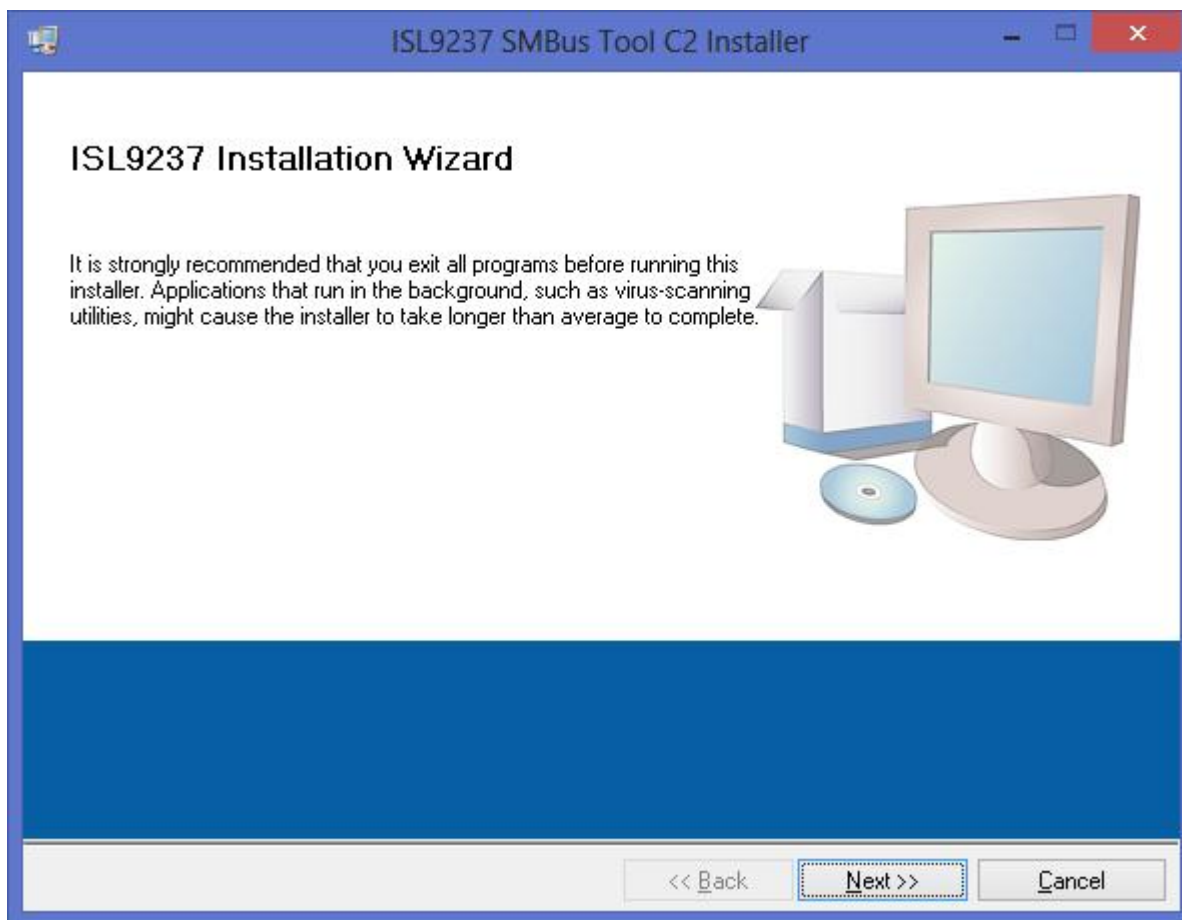 ISL9237 SMBus Tool C2 Installer
ISL9237 Installation Wizard
It is strongly recommended that you exit all programs before running this
installer. Applications that run in the background, such as virus-scanning
utilities, might cause the installer to take longer than average to complete.
<< Back
Next >>
Cancel